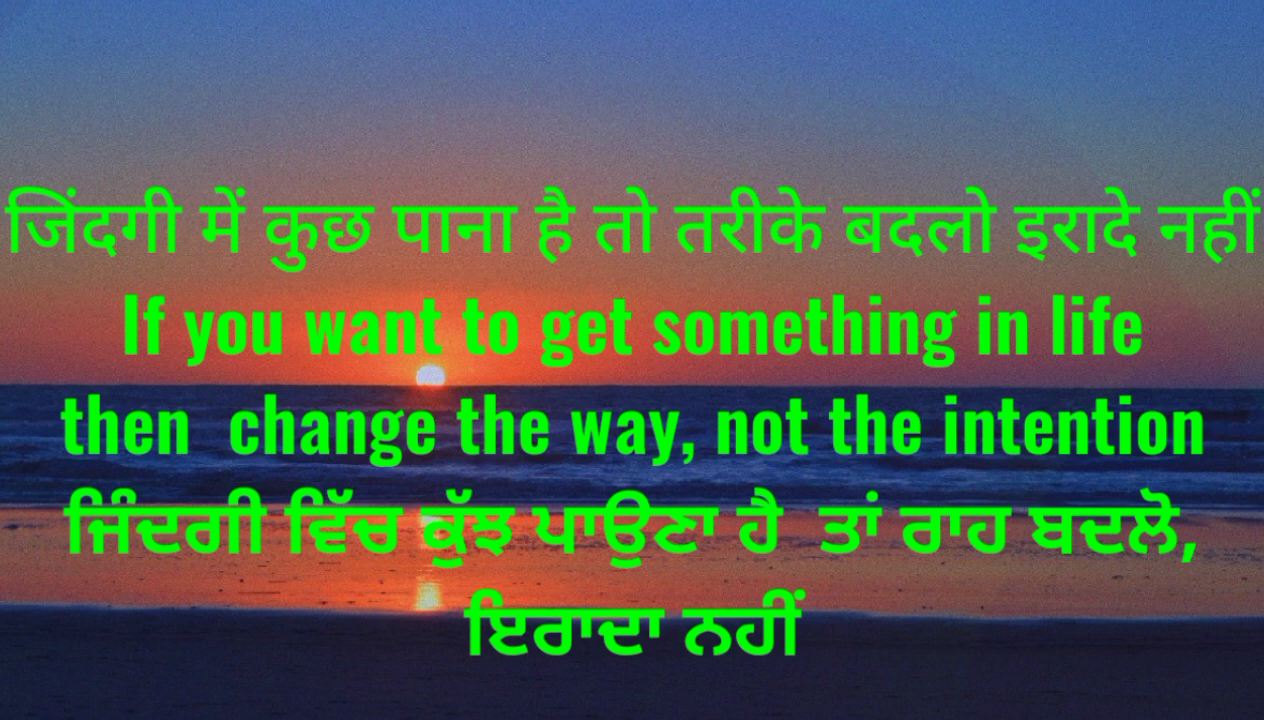 जिंदगी में कुछ पाना है तो तरीके बदलो इरादे नहीं
If you want to get something in life
then change the way, not the intention
ਜਿੰਦਗੀ ਵਿੱਚ ਕੁੱਝ ਪਾਉਣਾ ਹੈ ਤਾਂ ਰਾਹ ਬਦਲੋ,
ਇਰਾਦਾ ਨਹੀਂ